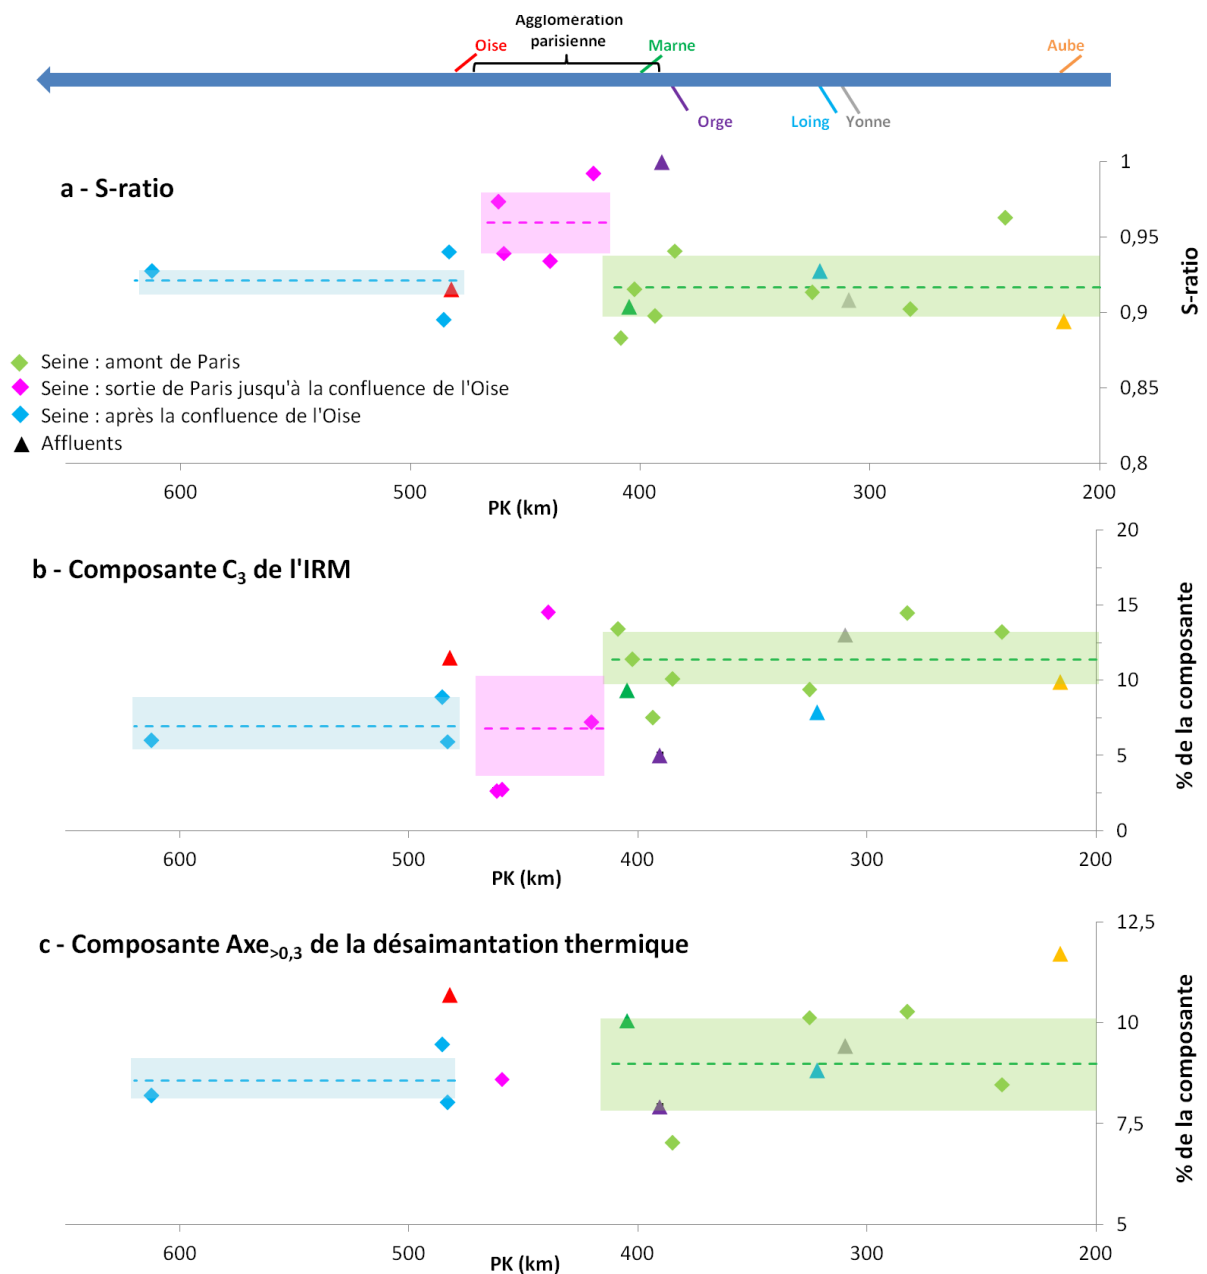 Agglomération
parisienne
Oise
Marne
Aube
Orge
Loing
Yonne
a - S-ratio
1
0,95
0,9
0,85
0,8
S-ratio
Seine : amont de Paris
Seine : sortie de Paris jusqu'à la confluence de l'Oise
Seine : après la confluence de l'Oise
Affluents
600 500 400 300 200
PK (km)
b - Composante C3 de l'IRM
20
15
10
5
0
% de la composante
600 500 400 300 200
PK (km)
c - Composante Axe>0,3 de la désaimantation thermique
12,5
10
7,5
5
% de la composante
600 500 400 300 200
PK (km)